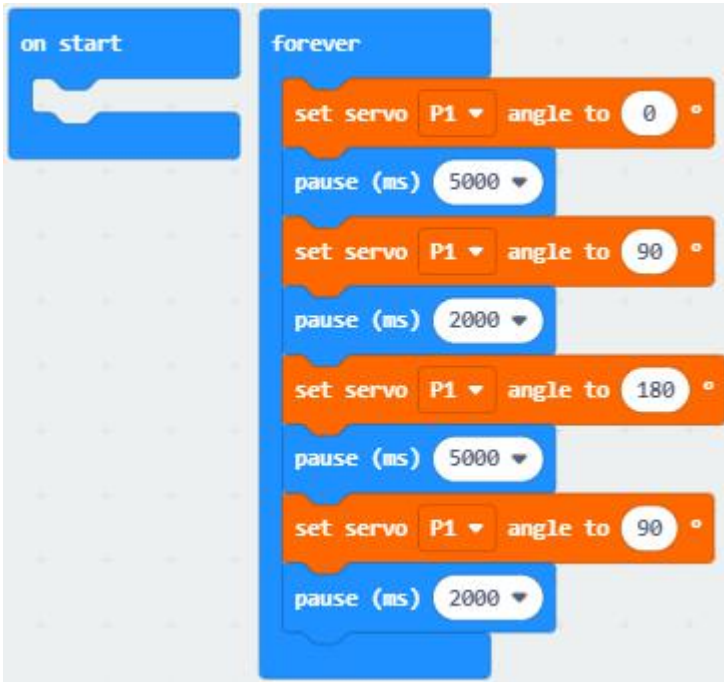 on start
forever
set servo P1 angle to 0 °
pause (ms) 5000
set servo P1 angle to 90 °
pause (ms) 2000
set servo P1 angle to 180 °
pause (ms) 5000
set servo P1 angle to 90 °
pause (ms) 2000